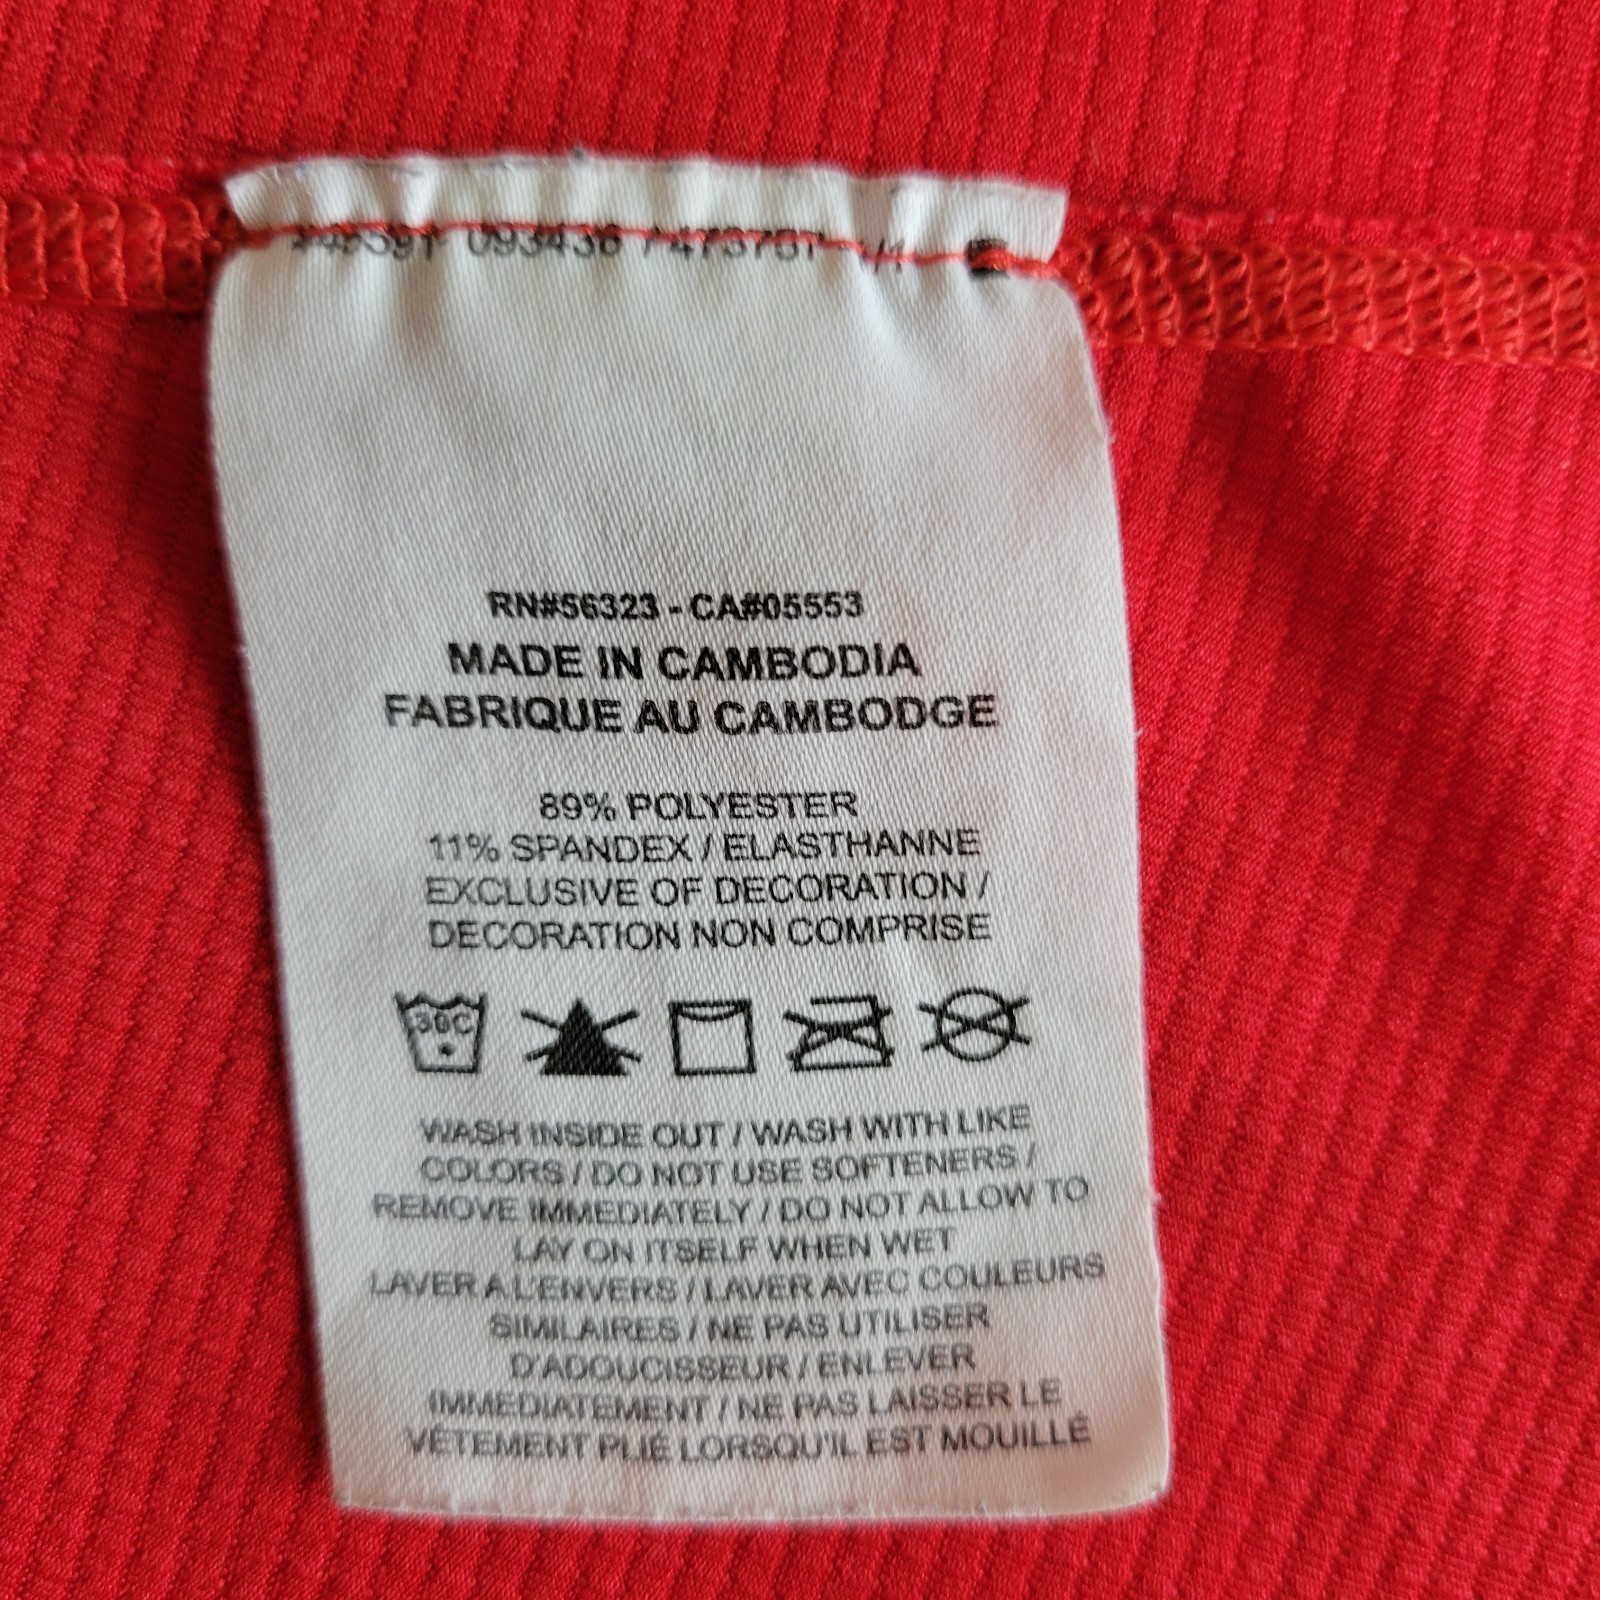 093436
RN#56323 - CA#05553
MADE IN CAMBODIA
FABRIQUE AU CAMBODGE
89% POLYESTER
11% SPANDEX / ELASTHANNE
EXCLUSIVE OF DECORATION /
DECORATION NON COMPRISE
30C
WASH INSIDE OUT / WASH WITH LIKE
COLORS / DO NOT USE SOFTENERS /
REMOVE IMMEDIATELY / DO NOT ALLOW TO
LAY ON ITSELF WHEN WET
LAVER A L'ENVERS / LAVER AVEC COULEURS
SIMILAIRES / NE PAS UTILISER
D'ADOUCISSEUR / ENLEVER
IMMEDIATEMENT / NE PAS LAISSER LE
VÊTEMENT PLIÉ LORSQU'IL EST MOUILLÉ